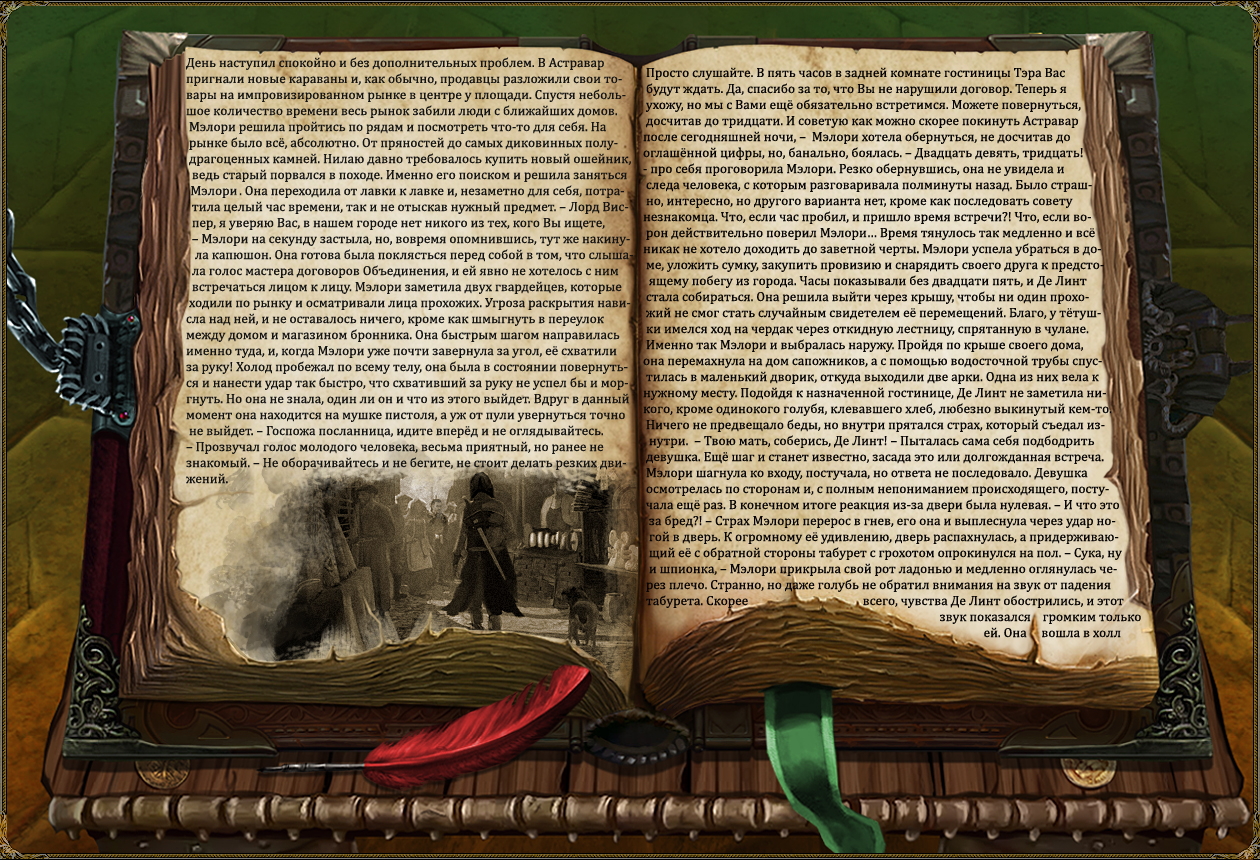 День наступил спокойно и без дополнительных проблем. В Астравар
пригнали новые караваны и, как обычно, продавцы разложили свои то-
вары на импровизированном рынке в центре у площади. Спустя неболь-
шое количество времени весь рынок забили люди с ближайших домов.
Мэлори решила пройтись по рядам и посмотреть что-то для себя. На
рынке было всё, абсолютно. От пряностей до самых диковинных полу-
драгоценных камней. Нилаю давно требовалось купить новый ошейник,
ведь старый порвался в походе. Именно его поиском и решила заняться
Мэлори . Она переходила от лавки к лавке и, незаметно для себя, потра-
тила целый час времени, так и не отыскав нужный предмет. – Лорд Вис-
пер, я уверяю Вас, в нашем городе нет никого из тех, кого Вы ищете,
– Мэлори на секунду застыла, но, вовремя опомнившись, тут же накину-
ла капюшон. Она готова была поклясться перед собой в том, что слыша-
ла голос мастера договоров Объединения, и ей явно не хотелось с ним
встречаться лицом к лицу. Мэлори заметила двух гвардейцев, которые
ходили по рынку и осматривали лица прохожих. Угроза раскрытия нави-
сла над ней, и не оставалось ничего, кроме как шмыгнуть в переулок
между домом и магазином бронника. Она быстрым шагом направилась
именно туда, и, когда Мэлори уже почти завернула за угол, её схватили
за руку! Холод пробежал по всему телу, она была в состоянии повернуть-
ся и нанести удар так быстро, что схвативший за руку не успел бы и мор-
гнуть. Но она не знала, один ли он и что из этого выйдет. Вдруг в данный
момент она находится на мушке пистоля, а уж от пули увернуться точно
не выйдет. – Госпожа посланница, идите вперёд и не оглядывайтесь.
– Прозвучал голос молодого человека, весьма приятный, но ранее не
знакомый. – Не оборачивайтесь и не бегите, не стоит делать резких дви-
жений.
Просто слушайте. В пять часов в задней комнате гостиницы Тэра Вас
будут ждать. Да, спасибо за то, что Вы не нарушили договор. Теперь я
ухожу, но мы с Вами ещё обязательно встретимся. Можете повернуться,
досчитав до тридцати. И советую как можно скорее покинуть Астравар
после сегодняшней ночи, – Мэлори хотела обернуться, не досчитав до
оглашённой цифры, но, банально, боялась. – Двадцать девять, тридцать!
- про себя проговорила Мэлори. Резко обернувшись, она не увидела и
следа человека, с которым разговаривала полминуты назад. Было страш-
но, интересно, но другого варианта нет, кроме как последовать совету
незнакомца. Что, если час пробил, и пришло время встречи?! Что, если во-
рон действительно поверил Мэлори... Время тянулось так медленно и всё
никак не хотело доходить до заветной черты. Мэлори успела убраться в до-
ме, уложить сумку, закупить провизию и снарядить своего друга к предсто-
ящему побегу из города. Часы показывали без двадцати пять, и Де Линт
стала собираться. Она решила выйти через крышу, чтобы ни один прохо-
жий не смог стать случайным свидетелем её перемещений. Благо, у тётуш-
ки имелся ход на чердак через откидную лестницу, спрятанную в чулане.
Именно так Мэлори и выбралась наружу. Пройдя по крыше своего дома,
она перемахнула на дом сапожников, а с помощью водосточной трубы спус-
тилась в маленький дворик, откуда выходили две арки. Одна из них вела к
нужному месту. Подойдя к назначенной гостинице, Де Линт не заметила ни-
кого, кроме одинокого голубя, клевавшего хлеб, любезно выкинутый кем-то.
Ничего не предвещало беды, но внутри прятался страх, который съедал из-
нутри. – Твою мать, соберись, Де Линт! – Пыталась сама себя подбодрить
девушка. Ещё шаг и станет известно, засада это или долгожданная встреча.
Мэлори шагнула ко входу, постучала, но ответа не последовало. Девушка
осмотрелась по сторонам и, с полным непониманием происходящего, посту-
чала ещё раз. В конечном итоге реакция из-за двери была нулевая. – И что это
за бред?! – Страх Мэлори перерос в гнев, его она и выплеснула через удар но-
гой в дверь. К огромному её удивлению, дверь распахнулась, а придерживаю-
щий её с обратной стороны табурет с грохотом опрокинулся на пол. – Сука, ну
и шпионка, – Мэлори прикрыла свой рот ладонью и медленно оглянулась че-
рез плечо. Странно, но даже голубь не обратил внимания на звук от падения
табурета. Скорее всего, чувства Де Линт обострились, и этот
звук показался громким только
ей. Она вошла в холл